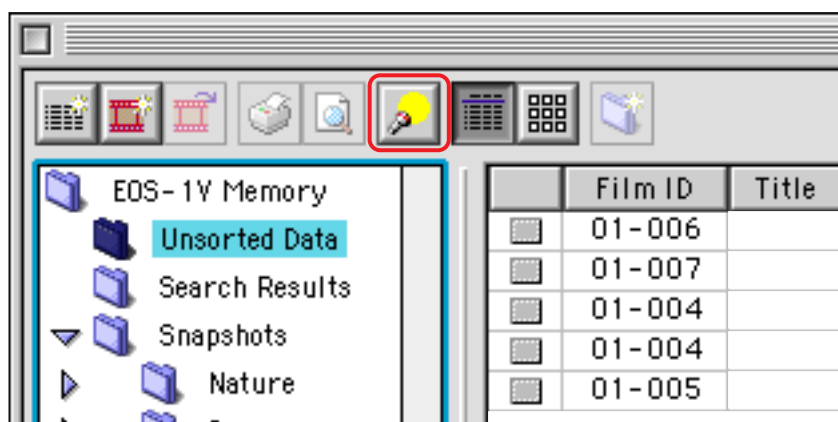 EOS-1V Memory
Unsorted Data
Search Results
Snapshots
Nature
Film ID Title
01-006
01-007
01-004
01-004
01-005